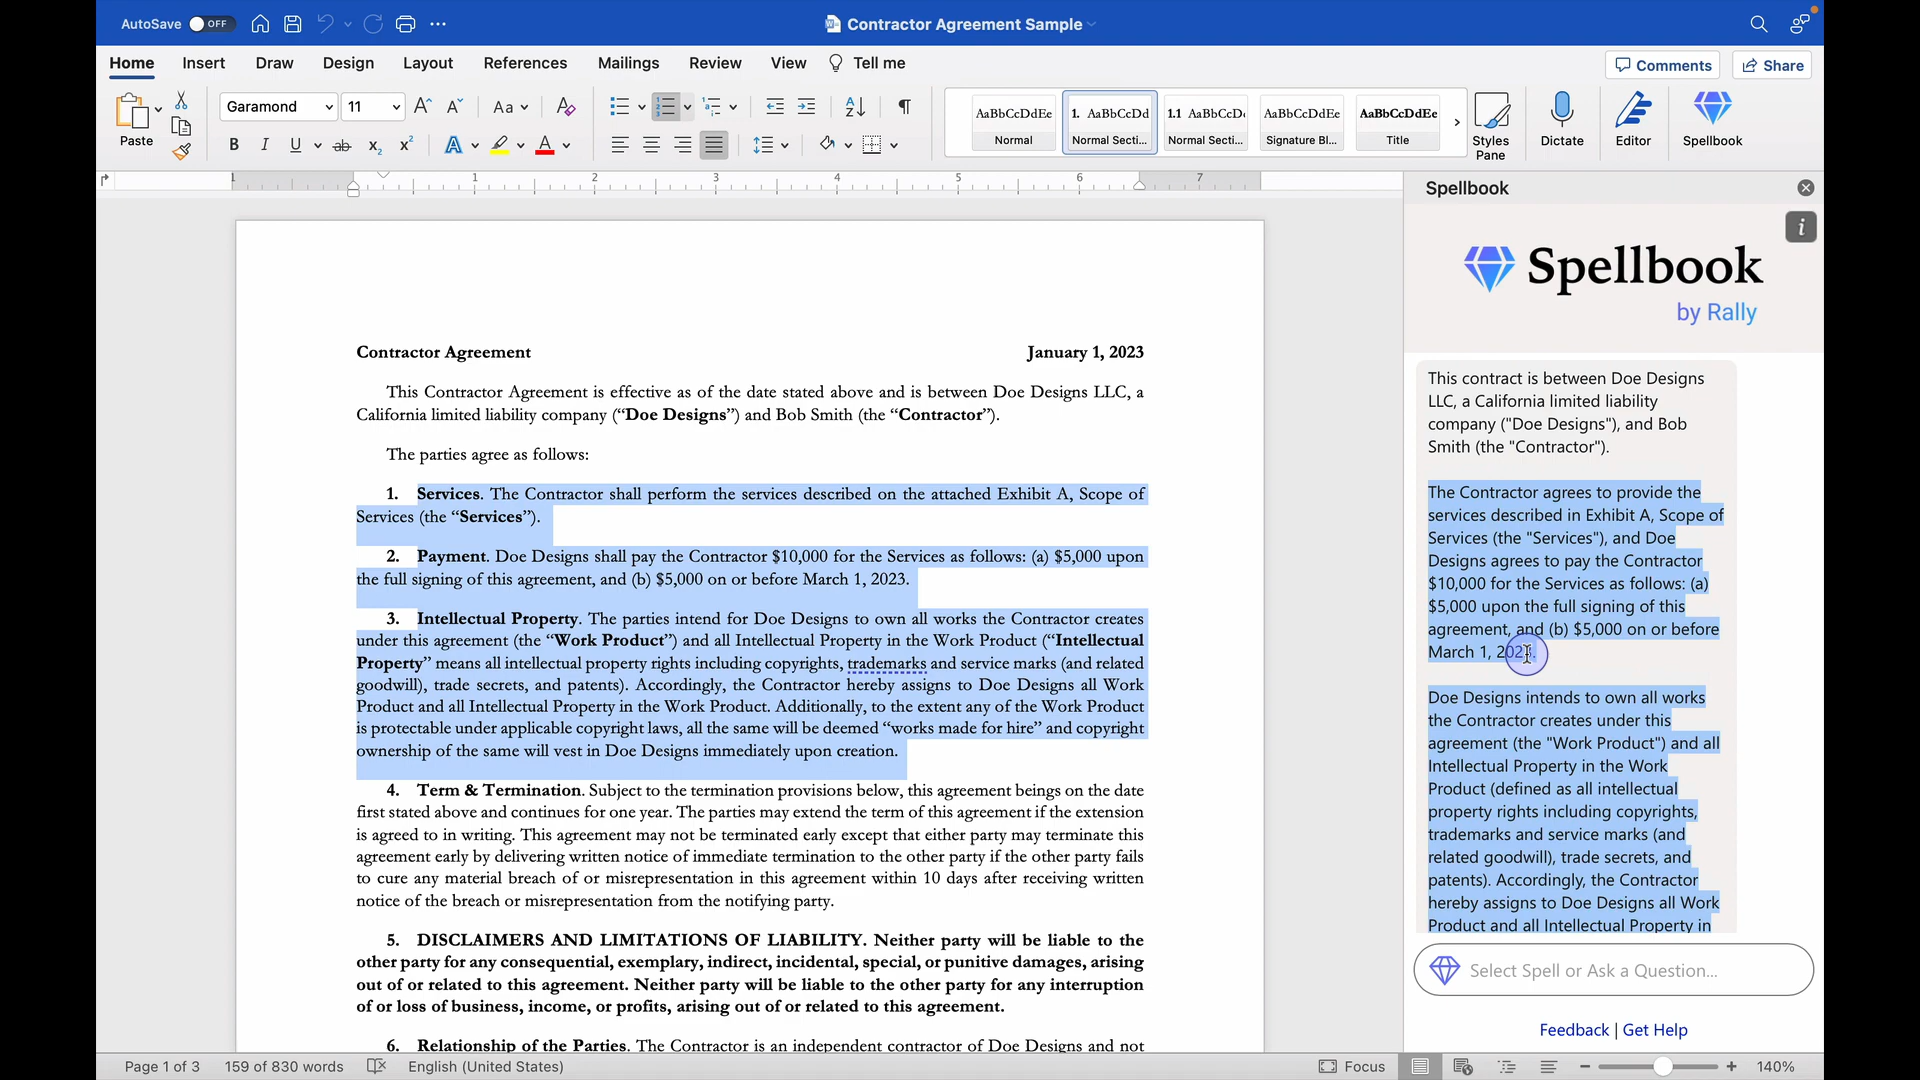 AutoSave OFF
Contractor Agreement Sample
Home Insert Draw Design Layout References Mailings Review View Tell me
Comments Share
Paste
Garamond 11
Aa
B I U ab x₂ x² A A
AaBbCcDdEe 1. AaBbCcDd 1.1 AaBbCcD AaBbCcDdEe AaBbCcDdEe
Normal Normal Secti... Normal Secti... Signature Bl... Title
Styles Pane
Dictate
Editor
Spellbook
1 1 2 3 4 5 6 7
Contractor Agreement January 1, 2023
This Contractor Agreement is effective as of the date stated above and is between Doe Designs LLC, a
California limited liability company (“Doe Designs”) and Bob Smith (the “Contractor”).
The parties agree as follows:
1. Services. The Contractor shall perform the services described on the attached Exhibit A, Scope of
Services (the “Services”).
2. Payment. Doe Designs shall pay the Contractor $10,000 for the Services as follows: (a) $5,000 upon
the full signing of this agreement, and (b) $5,000 on or before March 1, 2023.
3. Intellectual Property. The parties intend for Doe Designs to own all works the Contractor creates
under this agreement (the “Work Product”) and all Intellectual Property in the Work Product (“Intellectual
Property” means all intellectual property rights including copyrights, trademarks and service marks (and related
goodwill), trade secrets, and patents). Accordingly, the Contractor hereby assigns to Doe Designs all Work
Product and all Intellectual Property in the Work Product. Additionally, to the extent any of the Work Product
is protectable under applicable copyright laws, all the same will be deemed “works made for hire” and copyright
ownership of the same will vest in Doe Designs immediately upon creation.
4. Term & Termination. Subject to the termination provisions below, this agreement beings on the date
first stated above and continues for one year. The parties may extend the term of this agreement if the extension
is agreed to in writing. This agreement may not be terminated early except that either party may terminate this
agreement early by delivering written notice of immediate termination to the other party if the other party fails
to cure any material breach of or misrepresentation in this agreement within 10 days after receiving written
notice of the breach or misrepresentation from the notifying party.
5. DISCLAIMERS AND LIMITATIONS OF LIABILITY. Neither party will be liable to the
other party for any consequential, exemplary, indirect, incidental, special, or punitive damages, arising
out of or related to this agreement. Neither party will be liable to the other party for any interruption
of or loss of business, income, or profits, arising out of or related to this agreement.
6. Relationship of the Parties. The Contractor is an independent contractor of Doe Designs and not
Spellbook
i
Spellbook
by Rally
This contract is between Doe Designs
LLC, a California limited liability
company ("Doe Designs"), and Bob
Smith (the "Contractor").
The Contractor agrees to provide the
services described in Exhibit A, Scope of
Services (the "Services"), and Doe
Designs agrees to pay the Contractor
$10,000 for the Services as follows: (a)
$5,000 upon the full signing of this
agreement, and (b) $5,000 on or before
March 1, 2023.
Doe Designs intends to own all works
the Contractor creates under this
agreement (the "Work Product") and all
Intellectual Property in the Work
Product (defined as all intellectual
property rights including copyrights,
trademarks and service marks (and
related goodwill), trade secrets, and
patents). Accordingly, the Contractor
hereby assigns to Doe Designs all Work
Product and all Intellectual Property in
Select Spell or Ask a Question...
Feedback | Get Help
Page 1 of 3 159 of 830 words English (United States) Focus 140%